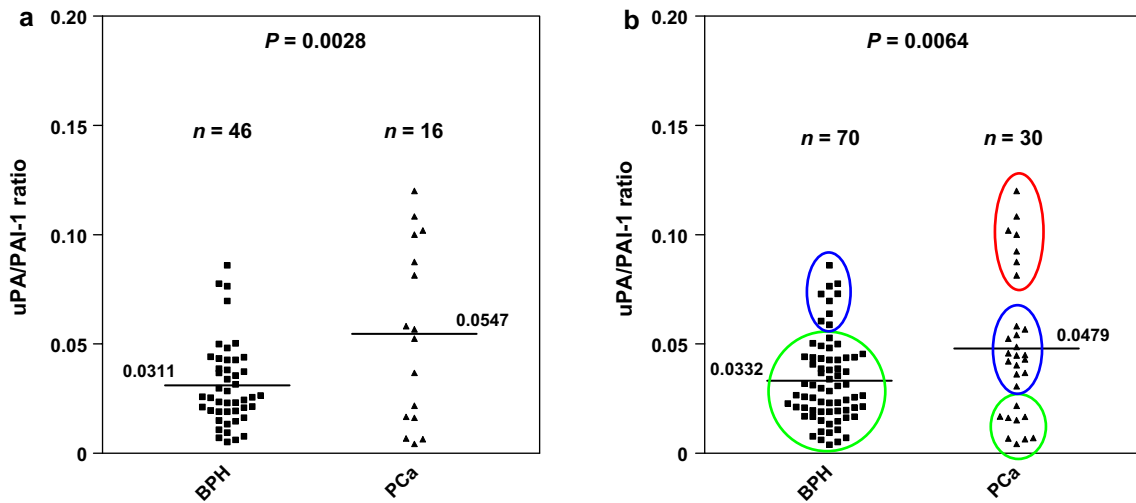 a
0.20
0.15
0.10
0.05
0
uPA/PAI-1 ratio
P = 0.0028
n = 46
n = 16
0.0311
0.0547
BPH
PCa
b
0.20
0.15
0.10
0.05
0
uPA/PAI-1 ratio
P = 0.0064
n = 70
n = 30
0.0332
0.0479
BPH
PCa